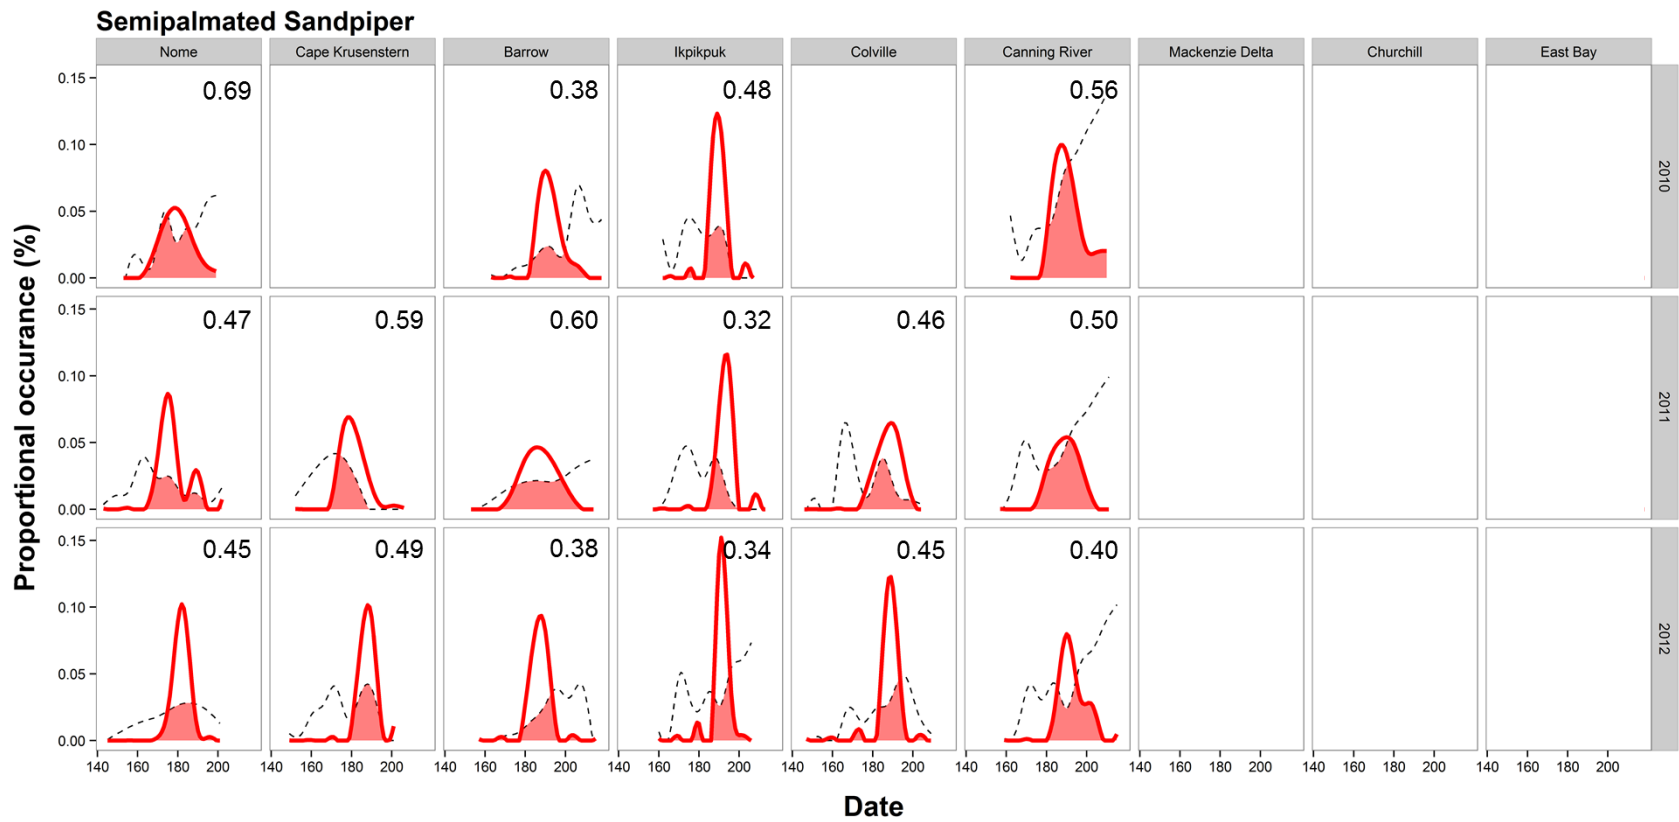 Semipalmated Sandpiper
Nome Cape Krusenstern Barrow Ikpikpuk Colville Canning River Mackenzie Delta Churchill East Bay
0.15 0.69 0.38 0.48 0.56
0.10
0.05
0.00
2010
0.15 0.47 0.59 0.60 0.32 0.46 0.50
0.10
0.05
0.00
2011
0.15 0.45 0.49 0.38 0.34 0.45 0.40
0.10
0.05
0.00
2012
140 160 180 200 140 160 180 200 140 160 180 200 140 160 180 200 140 160 180 200 140 160 180 200 140 160 180 200 140 160 180 200 140 160 180 200
Proportional occurance (%)
Date